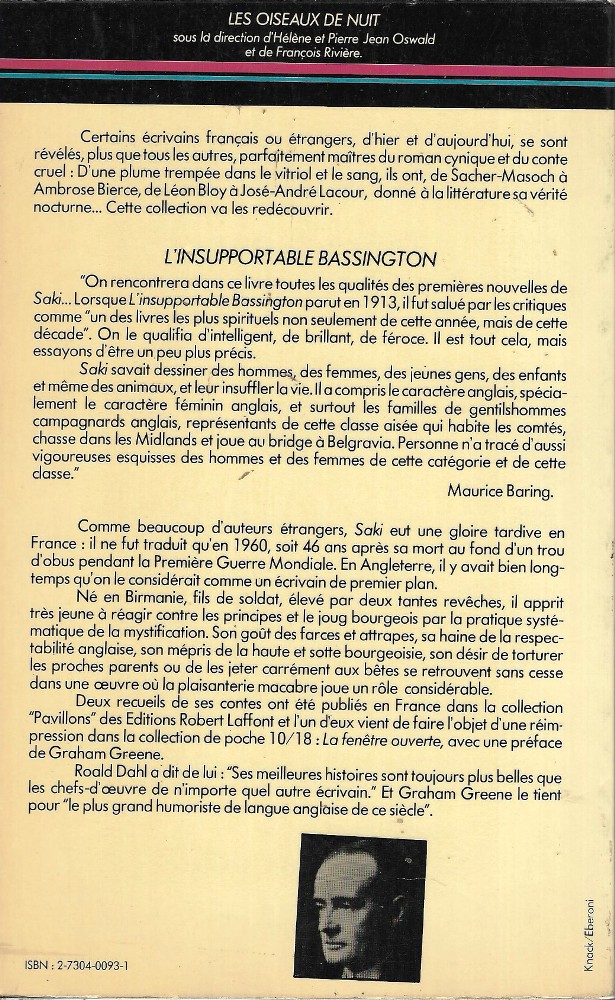 LES OISEAUX DE NUIT
sous la direction d'Hélène et Pierre Jean Oswald
et de François Rivière.
Certains écrivains français ou étrangers, d'hier et d'aujourd'hui, se sont
révélés, plus que tous les autres, parfaitement maîtres du roman cynique et du conte
cruel : D'une plume trempée dans le vitriol et le sang, ils ont, de Sacher-Masoch à
Ambrose Bierce, de Léon Bloy à José-André Lacour, donné à la littérature sa vérité
nocturne... Cette collection va les redécouvrir.
L'INSUPPORTABLE BASSINGTON
"On rencontrera dans ce livre toutes les qualités des premières nouvelles de
Saki... Lorsque L'insupportable Bassington parut en 1913, il fut salué par les critiques
comme "un des livres les plus spirituels non seulement de cette année, mais de cette
décade". On le qualifia d'intelligent, de brillant, de féroce. Il est tout cela, mais
essayons d'être un peu plus précis.
Saki savait dessiner des hommes, des femmes, des jeunes gens, des enfants
et même des animaux, et leur insuffler la vie. Il a compris le caractère anglais, spécia-
lement le caractère féminin anglais, et surtout les familles de gentilshommes
campagnards anglais, représentants de cette classe aisée qui habite les comtés,
chasse dans les Midlands et joue au bridge à Belgravia. Personne n'a tracé d'aussi
vigoureuses esquisses des hommes et des femmes de cette catégorie et de cette
classe."
Maurice Baring.
Comme beaucoup d'auteurs étrangers, Saki eut une gloire tardive en
France : il ne fut traduit qu'en 1960, soit 46 ans après sa mort au fond d'un trou
d'obus pendant la Première Guerre Mondiale. En Angleterre, il y avait bien long-
temps qu'on le considérait comme un écrivain de premier plan.
Né en Birmanie, fils de soldat, élevé par deux tantes revêches, il apprit
très jeune à réagir contre les principes et le joug bourgeois par la pratique systé-
matique de la mystification. Son goût des farces et attrapes, sa haine de la respec-
tabilité anglaise, son mépris de la haute et sotte bourgeoisie, son désir de torturer
les proches parents ou de les jeter carrément aux bêtes se retrouvent sans cesse
dans une œuvre où la plaisanterie macabre joue un rôle considérable.
Deux recueils de ses contes ont été publiés en France dans la collection
"Pavillons" des Editions Robert Laffont et l'un d'eux vient de faire l'objet d'une réim-
pression dans la collection de poche 10/18 : La fenêtre ouverte, avec une préface
de Graham Greene.
Roald Dahl a dit de lui : "Ses meilleures histoires sont toujours plus belles que
les chefs-d'œuvre de n'importe quel autre écrivain." Et Graham Greene le tient
pour "le plus grand humoriste de langue anglaise de ce siècle".
ISBN : 2-7304-0093-1
Knack/Eberoni